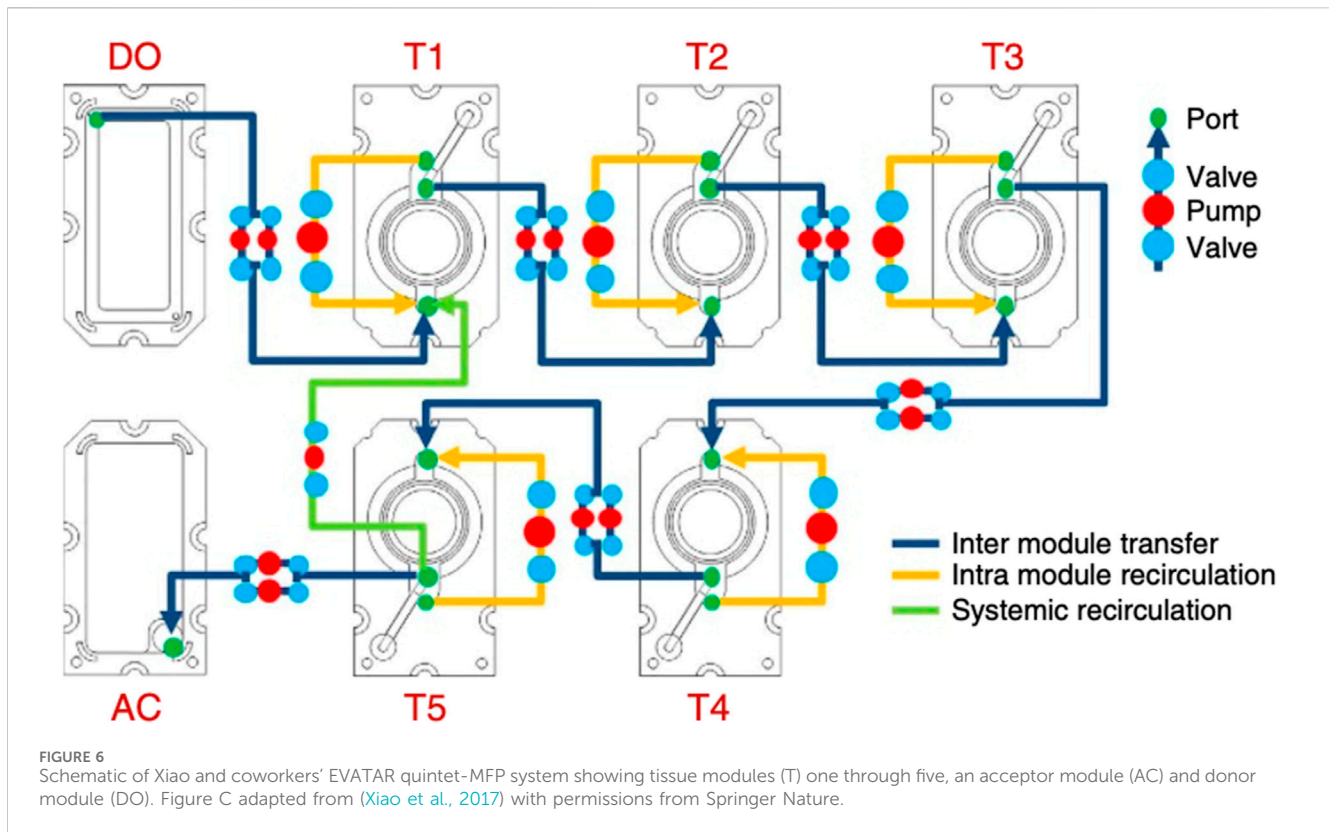 DO
T1
T2
T3
Port
Valve
Pump
Valve
Inter module transfer
Intra module recirculation
Systemic recirculation
AC
T5
T4
FIGURE 6
Schematic of Xiao and coworkers’ EVATAR quintet-MFP system showing tissue modules (T) one through five, an acceptor module (AC) and donor
module (DO). Figure C adapted from (Xiao et al., 2017) with permissions from Springer Nature.